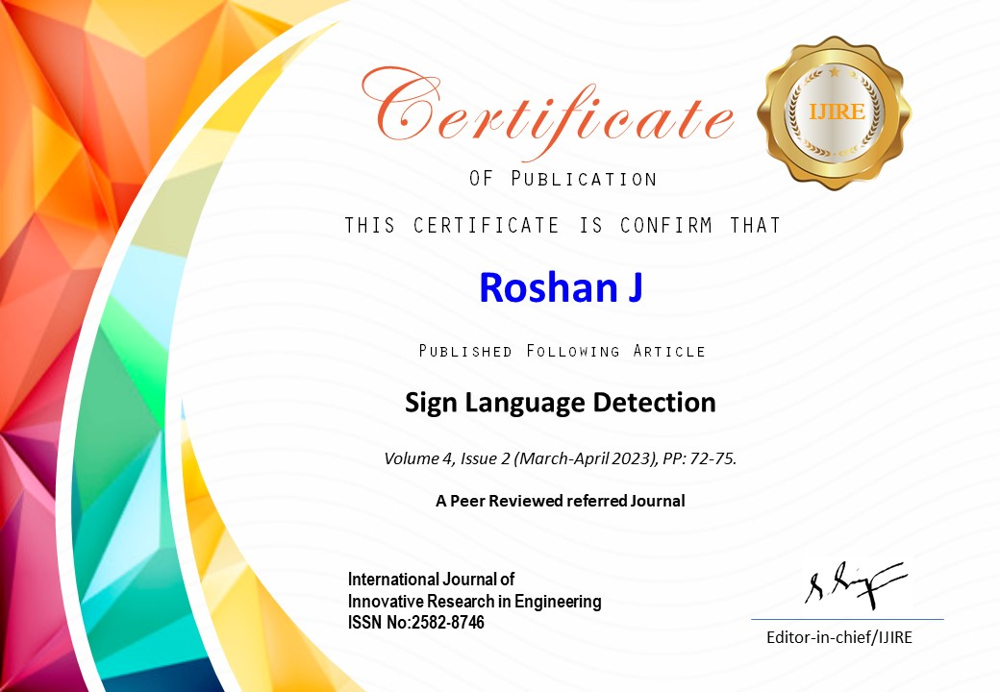 Certificate
IJIRE
OF PUBLICATION
THIS CERTIFICATE IS CONFIRM THAT
Roshan J
PUBLISHED FOLLOWING ARTICLE
Sign Language Detection
Volume 4, Issue 2 (March-April 2023), PP: 72-75.
A Peer Reviewed referred Journal
International Journal of
Innovative Research in Engineering
ISSN No:2582-8746
Editor-in-chief/IJIRE